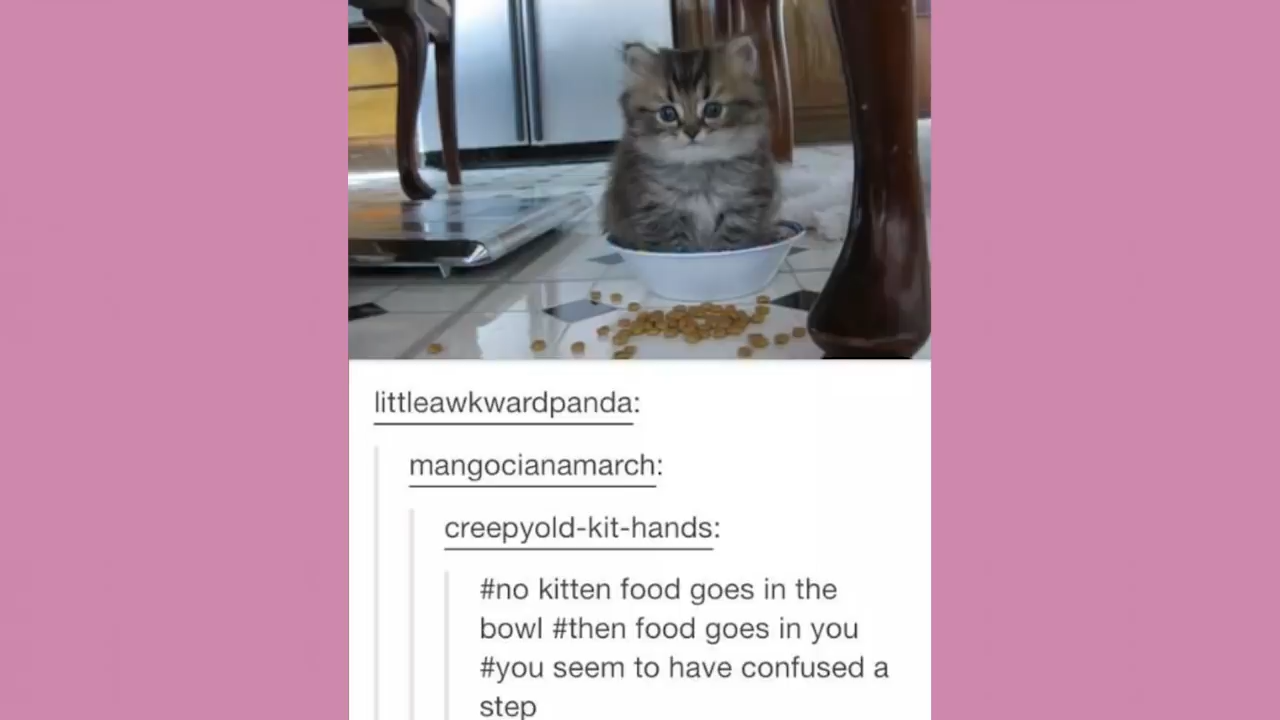 littleawkwardpanda:
mangocianamarch:
creepyold-kit-hands:
#no kitten food goes in the
bowl #then food goes in you
#you seem to have confused a
step